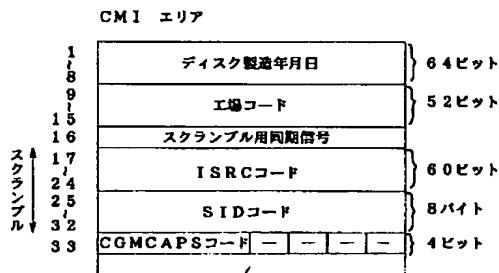 CMI エリア
1〜8 ディスク製造年月日 64ビット
9〜15 工場コード 52ビット
16 スクランブル用同期信号
17〜24 ISRCコード 60ビット
25〜32 SIDコード 8バイト
33 CGMCAPSコード － － － － 4ビット
スクランブル